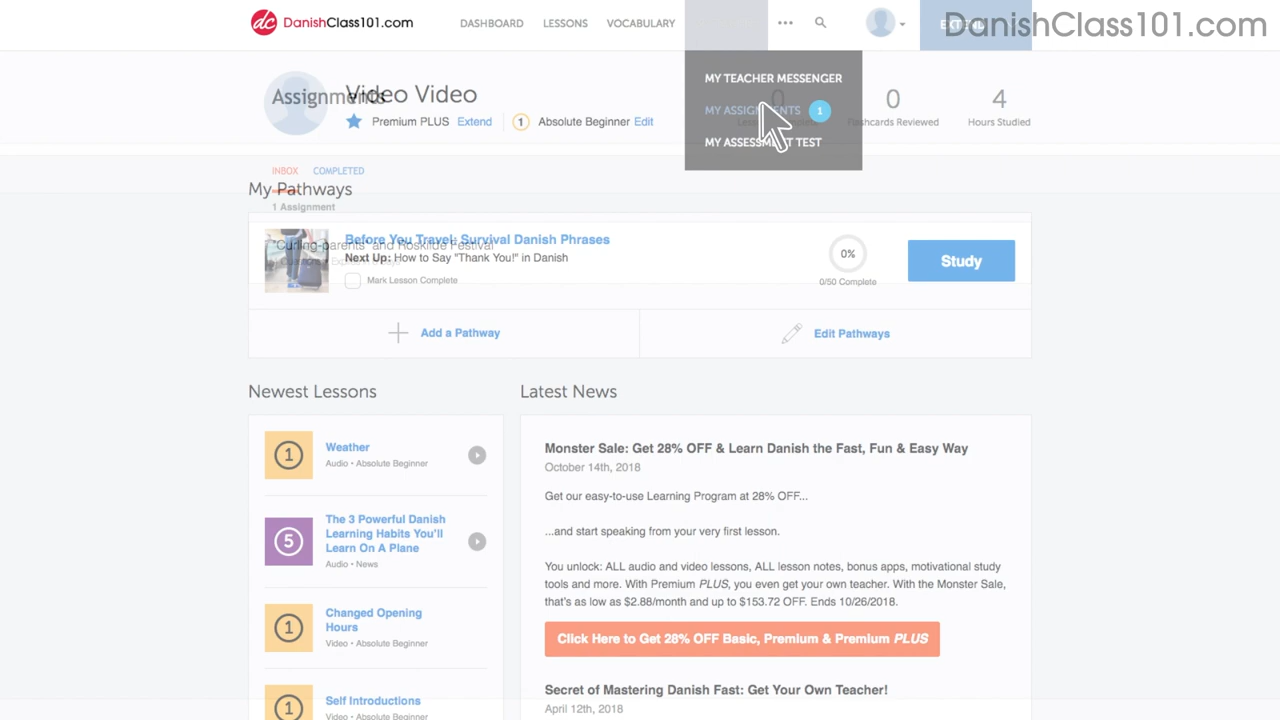 DanishClass101.com
DASHBOARD
LESSONS
VOCABULARY
DanishClass101.com
MY TEACHER MESSENGER
MY ASSIGNMENTS
1
MY ASSESSMENT TEST
Assignments
Video Video
Premium PLUS
Extend
1
Absolute Beginner
Edit
0
0
Flashcards Reviewed
4
Hours Studied
INBOX
COMPLETED
My Pathways
1 Assignment
"Curling-parents" and Roskilde Festival
Before You Travel: Survival Danish Phrases
Next Up: How to Say "Thank You!" in Danish
Mark Lesson Complete
0%
0/50 Complete
Study
Add a Pathway
Edit Pathways
Newest Lessons
Latest News
1
Weather
Audio • Absolute Beginner
5
The 3 Powerful Danish
Learning Habits You'll
Learn On A Plane
Audio • News
1
Changed Opening
Hours
Video • Absolute Beginner
1
Self Introductions
Video • Absolute Beginner
Monster Sale: Get 28% OFF & Learn Danish the Fast, Fun & Easy Way
October 14th, 2018
Get our easy-to-use Learning Program at 28% OFF...
...and start speaking from your very first lesson.
You unlock: ALL audio and video lessons, ALL lesson notes, bonus apps, motivational study
tools and more. With Premium PLUS, you even get your own teacher. With the Monster Sale,
that's as low as $2.88/month and up to $153.72 OFF. Ends 10/26/2018.
Click Here to Get 28% OFF Basic, Premium & Premium PLUS
Secret of Mastering Danish Fast: Get Your Own Teacher!
April 12th, 2018